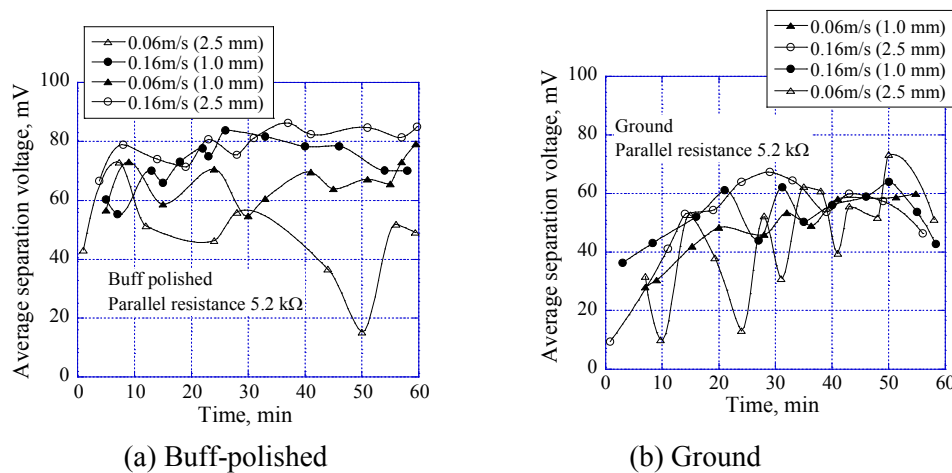 0.06m/s (2.5 mm)
0.16m/s (1.0 mm)
0.06m/s (1.0 mm)
0.16m/s (2.5 mm)
100
80
60
40
20
0
Average separation voltage, mV
Buff polished
Parallel resistance 5.2 kΩ
0 10 20 30 40 50 60
Time, min
(a) Buff-polished
0.06m/s (1.0 mm)
0.16m/s (2.5 mm)
0.16m/s (1.0 mm)
0.06m/s (2.5 mm)
100
80
60
40
20
0
Average separation voltage, mV
Ground
Parallel resistance 5.2 kΩ
0 10 20 30 40 50 60
Time, min
(b) Ground